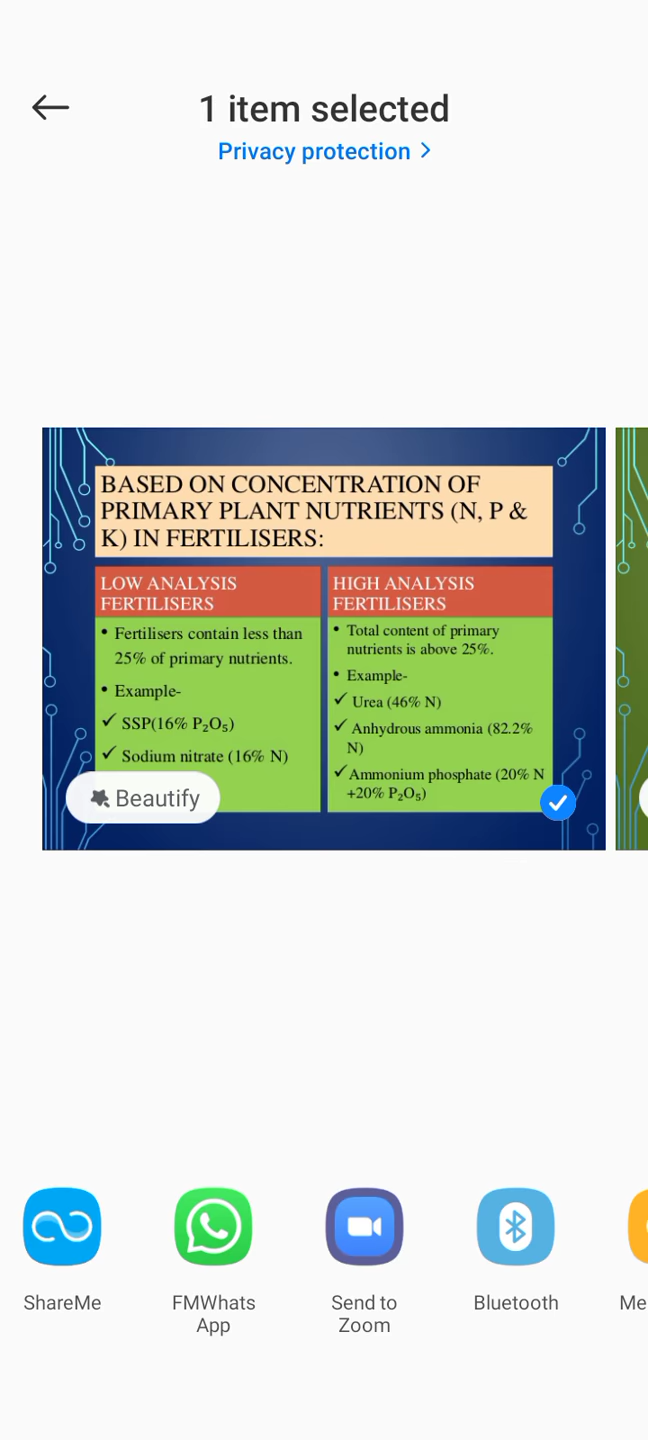 1 item selected
Privacy protection >
BASED ON CONCENTRATION OF
PRIMARY PLANT NUTRIENTS (N, P &
K) IN FERTILISERS:
LOW ANALYSIS
FERTILISERS
• Fertilisers contain less than
25% of primary nutrients.
• Example-
✓ SSP(16% P₂O₅)
✓ Sodium nitrate (16% N)
HIGH ANALYSIS
FERTILISERS
• Total content of primary
nutrients is above 25%.
• Example-
✓ Urea (46% N)
✓ Anhydrous ammonia (82.2%
N)
✓Ammonium phosphate (20% N
+20% P₂O₅)
Beautify
ShareMe
FMWhats
App
Send to
Zoom
Bluetooth
Me